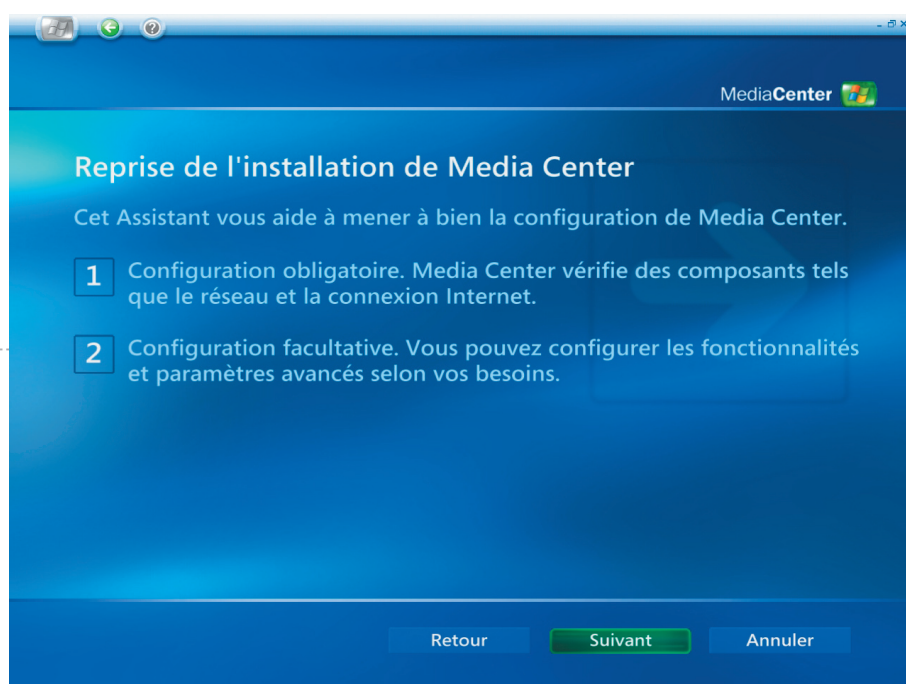 MediaCenter
Reprise de l'installation de Media Center
Cet Assistant vous aide à mener à bien la configuration de Media Center.
1 Configuration obligatoire. Media Center vérifie des composants tels
que le réseau et la connexion Internet.
2 Configuration facultative. Vous pouvez configurer les fonctionnalités
et paramètres avancés selon vos besoins.
Retour Suivant Annuler